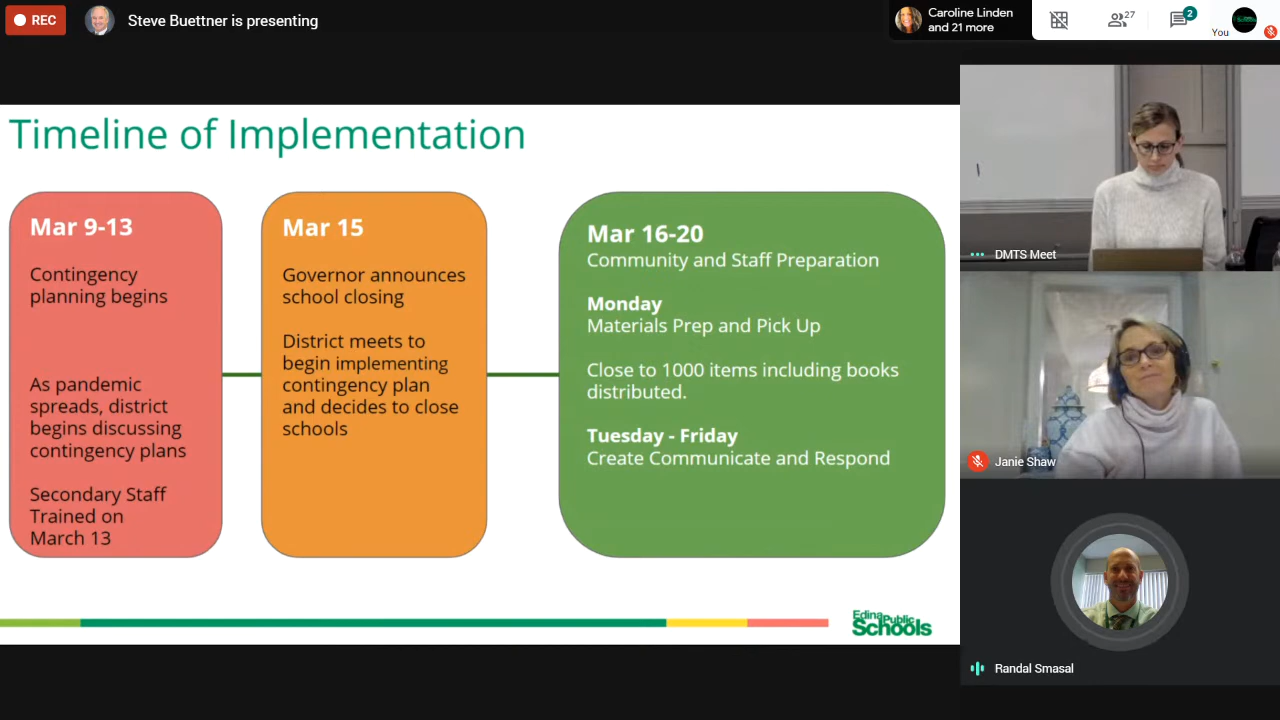 REC
Steve Buettner is presenting
Caroline Linden
and 21 more
27
2
You
Timeline of Implementation
Mar 9-13
Contingency
planning begins
As pandemic
spreads, district
begins discussing
contingency plans
Secondary Staff
Trained on
March 13
Mar 15
Governor announces
school closing
District meets to
begin implementing
contingency plan
and decides to close
schools
Mar 16-20
Community and Staff Preparation
Monday
Materials Prep and Pick Up
Close to 1000 items including books
distributed.
Tuesday - Friday
Create Communicate and Respond
Edina Public
Schools
DMTS Meet
Janie Shaw
Randal Smasal